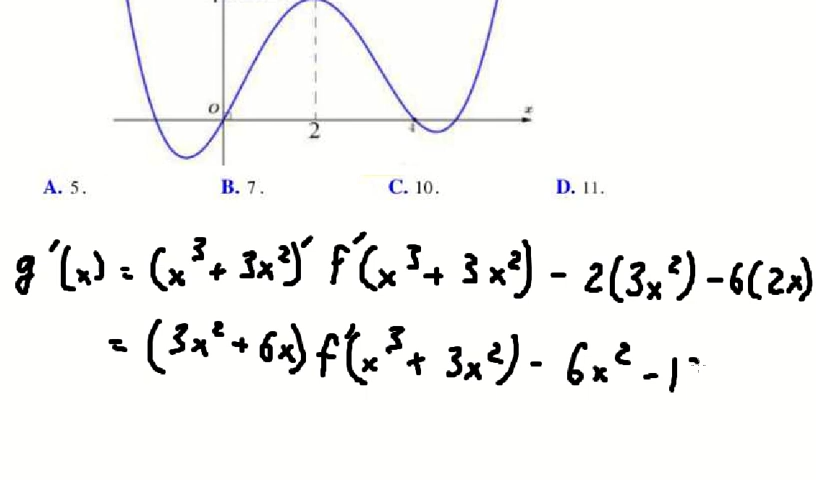 O
x
2
4
A. 5. B. 7. C. 10. D. 11.
g'(x) = (x³ + 3x²)' f'(x³ + 3x²) - 2(3x²) - 6(2x)
= (3x² + 6x) f'(x³ + 3x²) - 6x² - 1